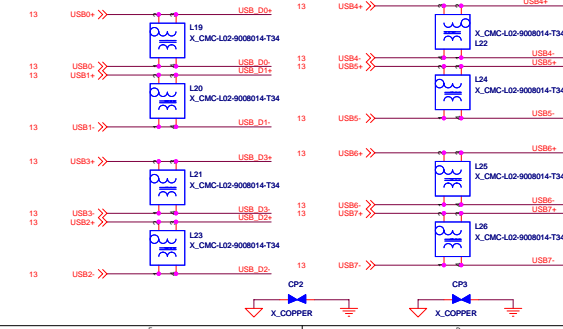 13 USB0+ USB_D0+
L19
X_CMC-L02-9008014-T34
13 USB0- USB_D0-
13 USB1+ USB_D1+
L20
X_CMC-L02-9008014-T34
13 USB1- USB_D1-
13 USB3+ USB_D3+
L21
X_CMC-L02-9008014-T34
13 USB3- USB_D3-
13 USB2+ USB_D2+
L23
X_CMC-L02-9008014-T34
13 USB2- USB_D2-
13 USB4+ USB4+
X_CMC-L02-9008014-T34
L22
13 USB4- USB4-
13 USB5+ USB5+
L24
X_CMC-L02-9008014-T34
13 USB5- USB5-
13 USB6+ USB6+
L25
X_CMC-L02-9008014-T34
13 USB6- USB6-
13 USB7+ USB7+
L26
X_CMC-L02-9008014-T34
13 USB7- USB7-
CP2
X_COPPER
CP3
X_COPPER